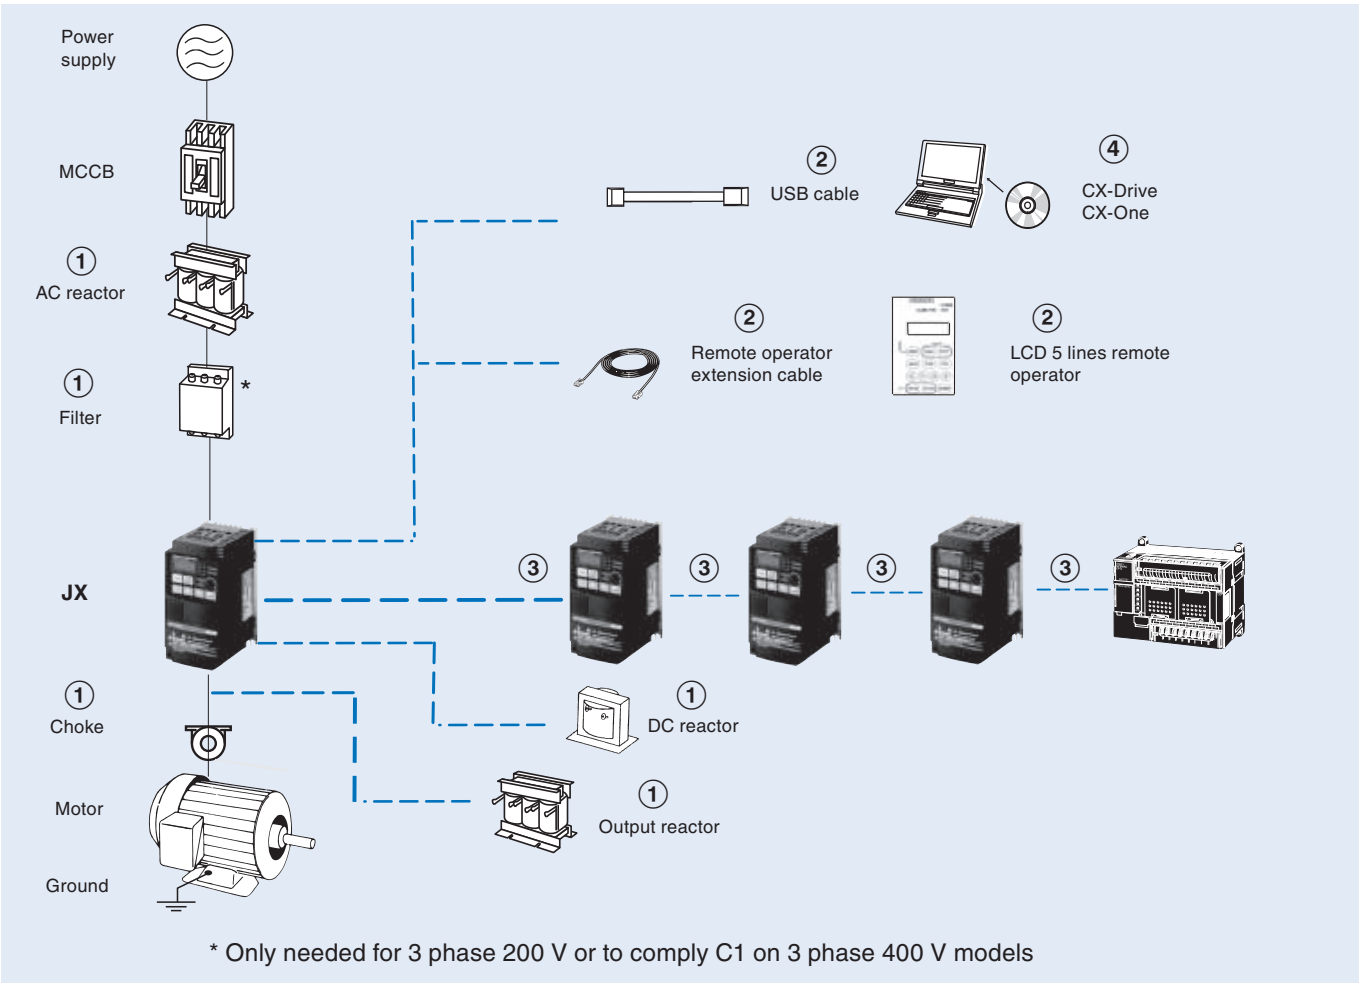 Power
supply
MCCB
1
AC reactor
1
Filter
*
JX
1
Choke
Motor
Ground
2
USB cable
4
CX-Drive
CX-One
2
Remote operator
extension cable
2
LCD 5 lines remote
operator
3
3
3
3
1
DC reactor
1
Output reactor
* Only needed for 3 phase 200 V or to comply C1 on 3 phase 400 V models